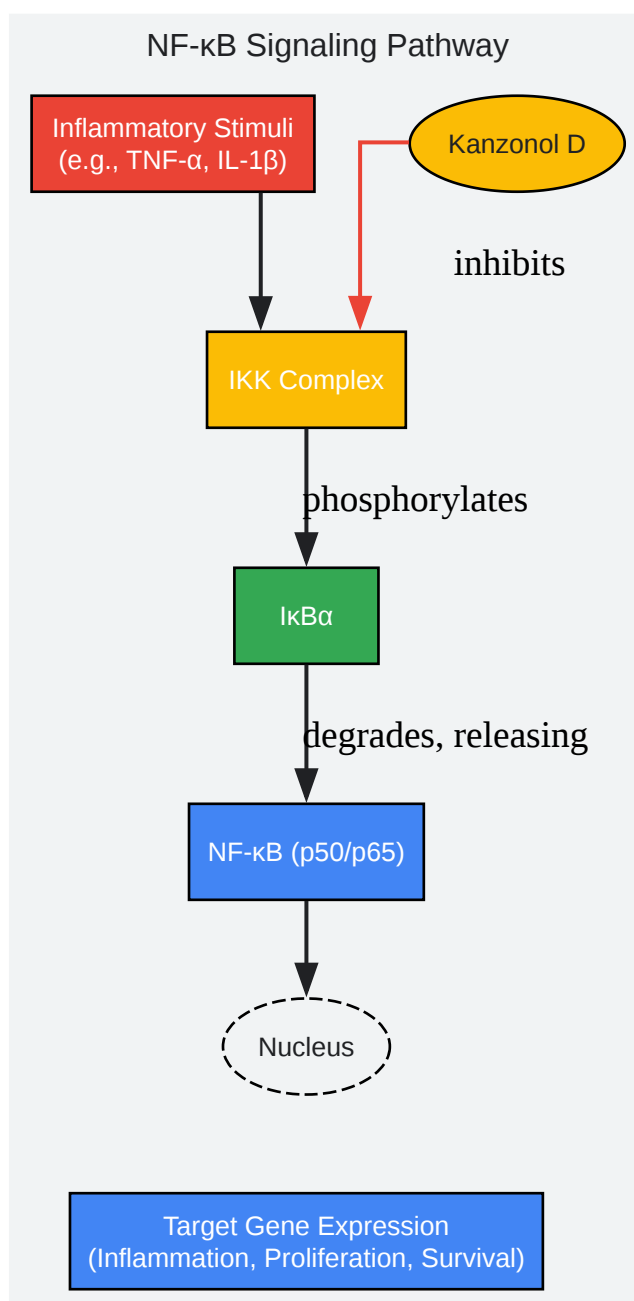 NF-κB Signaling Pathway
Inflammatory Stimuli
(e.g., TNF-α, IL-1β)
Kanzonol D
inhibits
IKK Complex
phosphorylates
IκBα
degrades, releasing
NF-κB (p50/p65)
Nucleus
Target Gene Expression
(Inflammation, Proliferation, Survival)